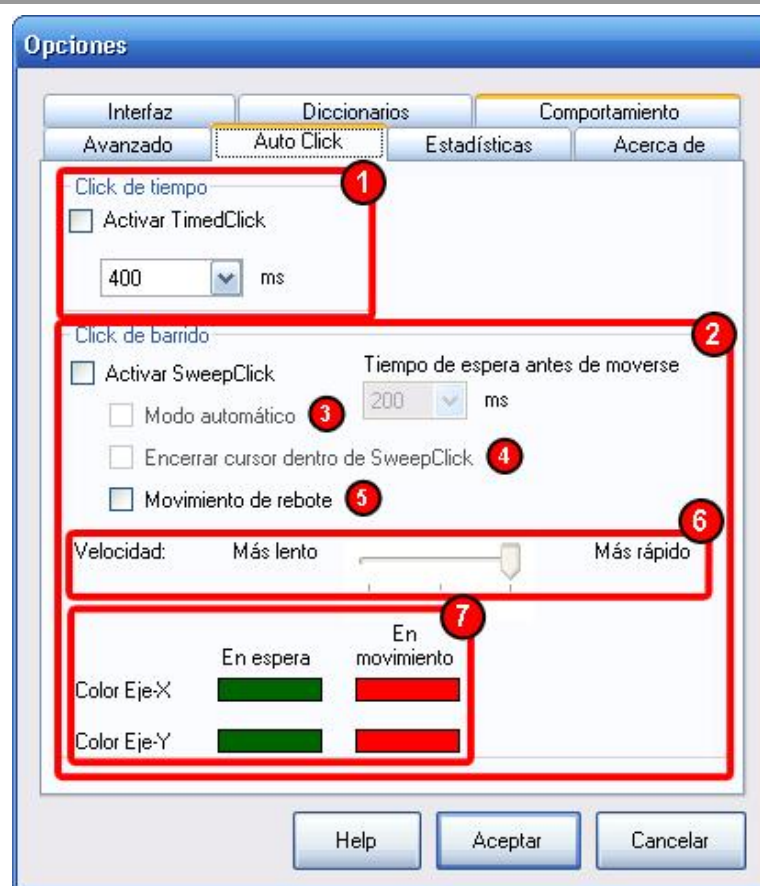 Opciones
Interfaz Diccionarios Comportamiento
Avanzado Auto Click Estadísticas Acerca de
Click de tiempo 1
Activar TimedClick
400 ms
Click de barrido 2
Activar SweepClick Tiempo de espera antes de moverse
Modo automático 3 200 ms
Encerrar cursor dentro de SweepClick 4
Movimiento de rebote 5
6
Velocidad: Más lento Más rápido
7
En espera En movimiento
Color Eje-X
Color Eje-Y
Help Aceptar Cancelar